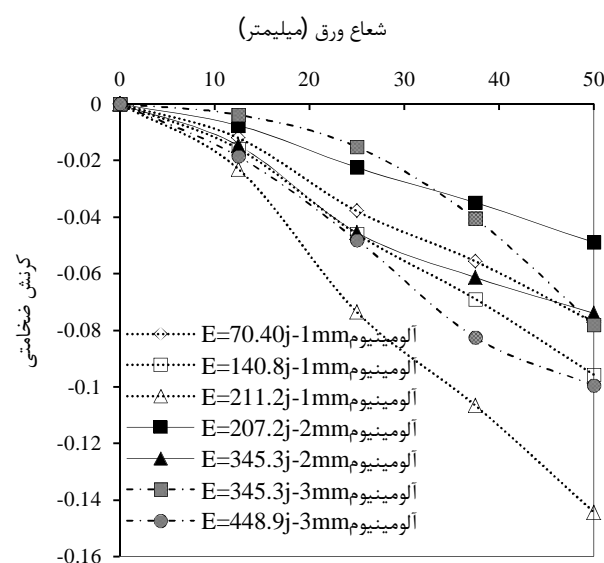 شعاع ورق (میلیمتر)
0 10 20 30 40 50
0
-0.02
-0.04
-0.06
-0.08
-0.1
-0.12
-0.14
-0.16
کرنش ضخامتی
E=70.40j-1mmآلومینیوم
E=140.8j-1mmآلومینیوم
E=211.2j-1mmآلومینیوم
E=207.2j-2mmآلومینیوم
E=345.3j-2mmآلومینیوم
E=345.3j-3mmآلومینیوم
E=448.9j-3mmآلومینیوم